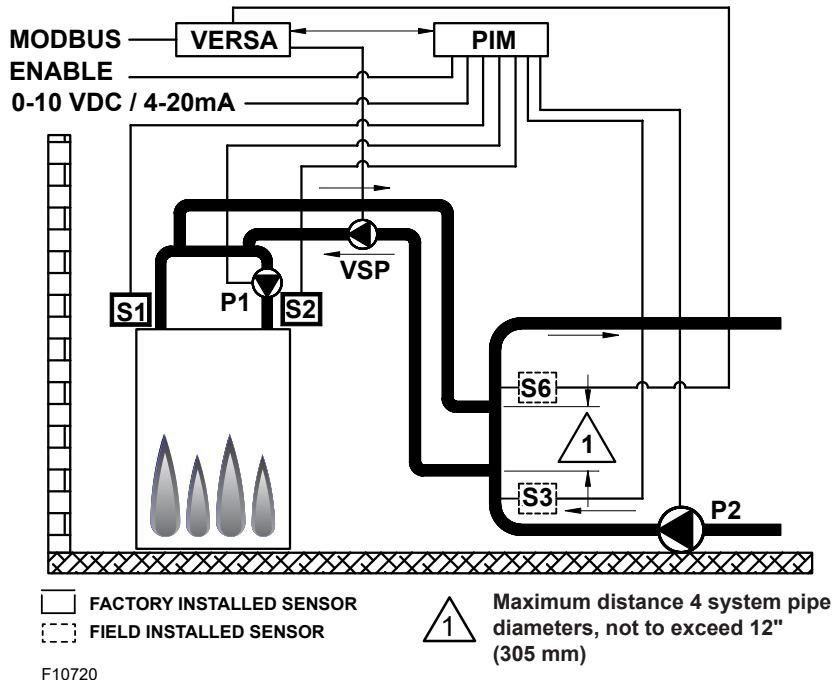 MODBUS
VERSA
PIM
ENABLE
0-10 VDC / 4-20mA
VSP
S1
P1
S2
S6
1
S3
P2
FACTORY INSTALLED SENSOR
FIELD INSTALLED SENSOR
1
Maximum distance 4 system pipe
diameters, not to exceed 12"
(305 mm)
F10720